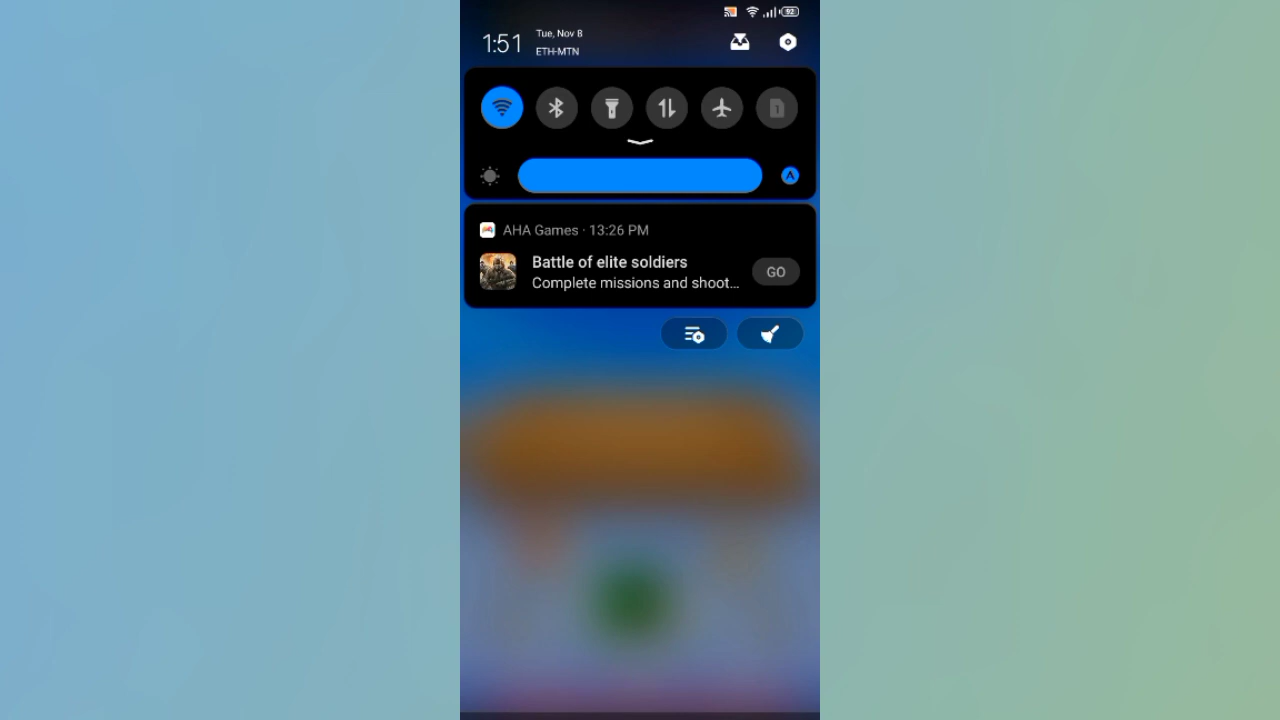 92
1:51
Tue, Nov 8
ETH-MTN
AHA Games · 13:26 PM
Battle of elite soldiers
Complete missions and shoot...
GO